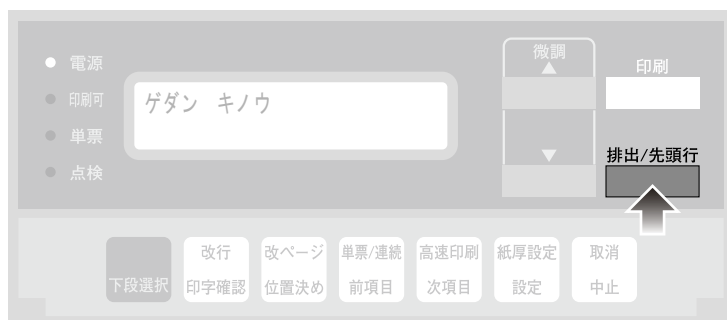 電源
印刷可
単票
点検
ゲダン キノウ
微調
印刷
排出/先頭行
下段選択
改行
印字確認
改ページ
位置決め
単票/連続
前項目
高速印刷
次項目
紙厚設定
設定
取消
中止